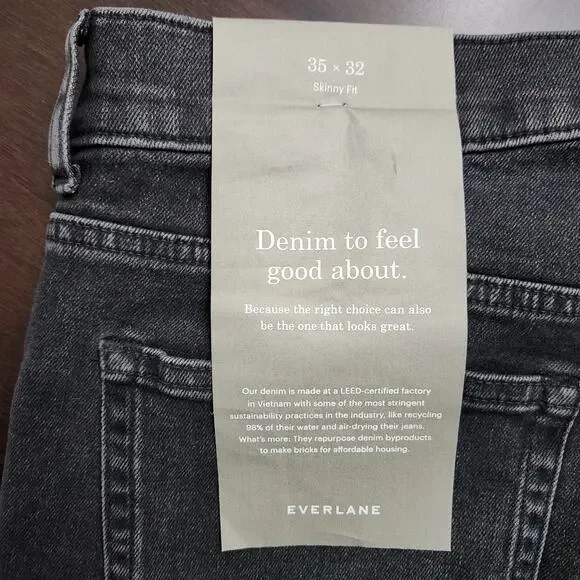 35 × 32
Skinny Fit
Denim to feel
good about.
Because the right choice can also
be the one that looks great.
Our denim is made at a LEED-certified factory
in Vietnam with some of the most stringent
sustainability practices in the industry, like recycling
98% of their water and air-drying their jeans.
What's more: They repurpose denim byproducts
to make bricks for affordable housing.
EVERLANE